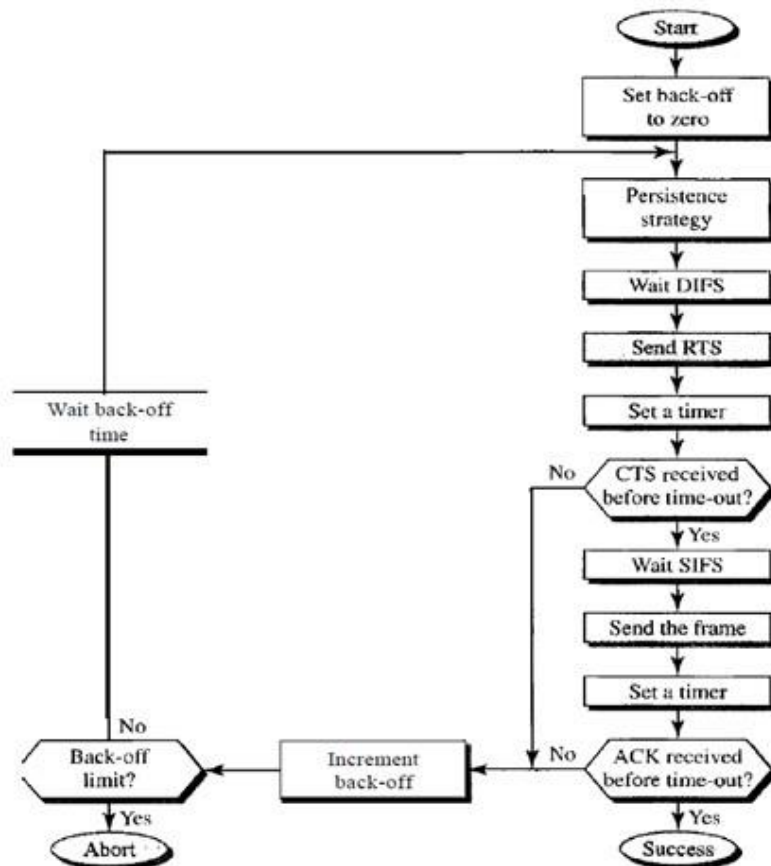 Start
Set back-off
to zero
Persistence
strategy
Wait DIFS
Send RTS
Wait back-off
time
Set a timer
No
CTS received
before time-out?
Yes
Wait SIFS
Send the frame
Set a timer
No
Back-off
limit?
Increment
back-off
No
ACK received
before time-out?
Yes
Abort
Yes
Success